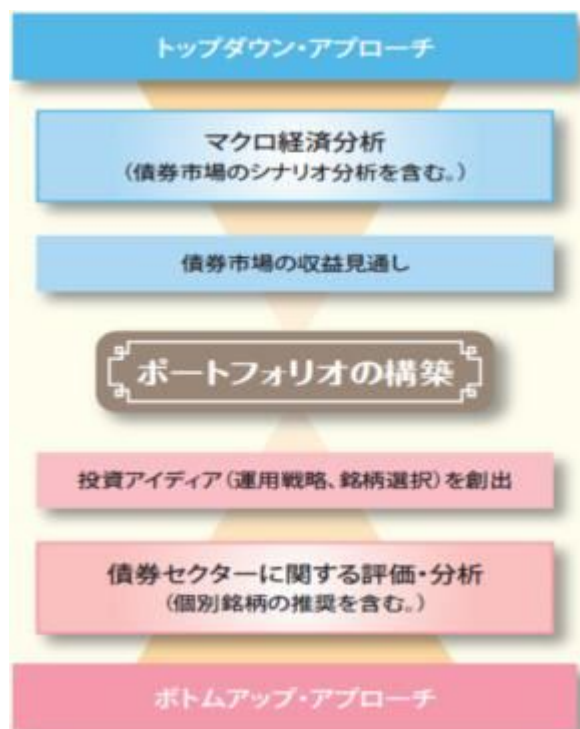 トップダウン・アプローチ
マクロ経済分析
(債券市場のシナリオ分析を含む。)
債券市場の収益見通し
ポートフォリオの構築
投資アイディア(運用戦略、銘柄選択)を創出
債券セクターに関する評価・分析
(個別銘柄の推奨を含む。)
ボトムアップ・アプローチ